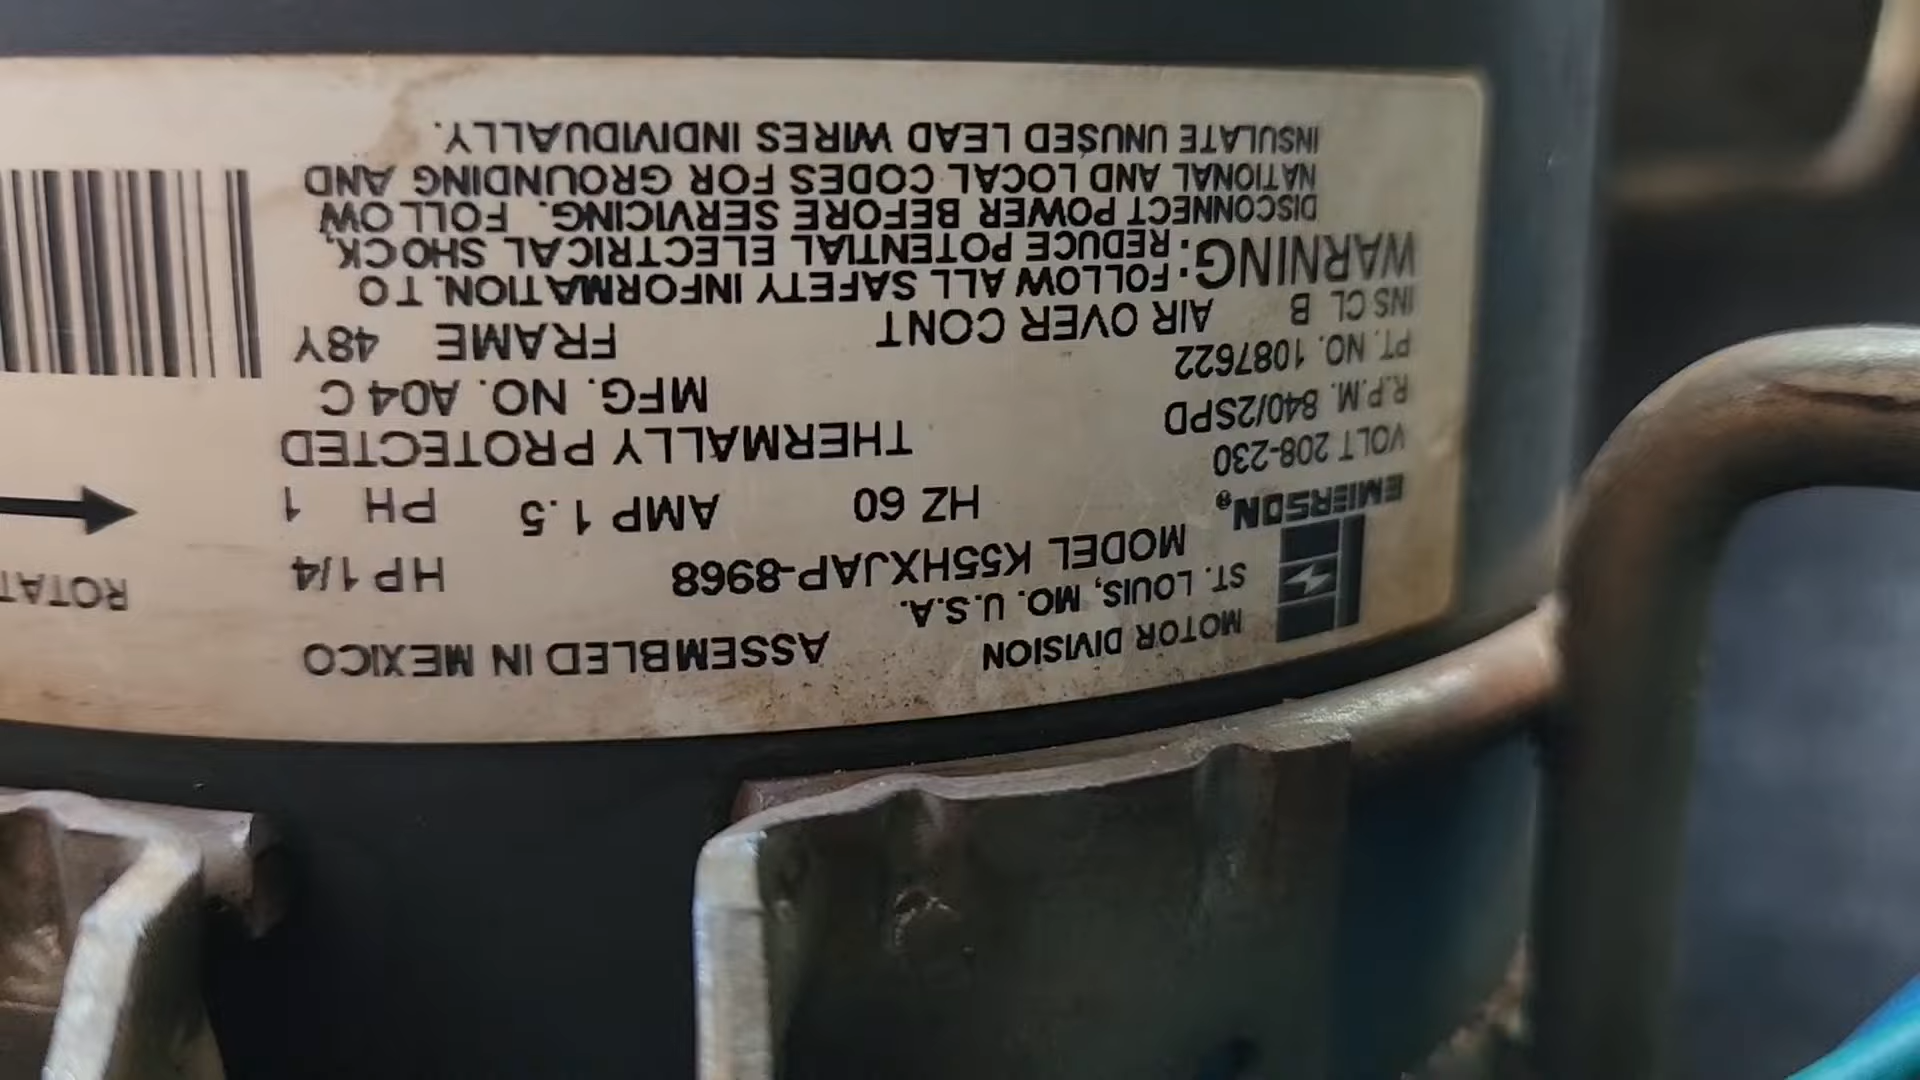 MOTOR DIVISION
ST. LOUIS, MO. U.S.A.
ASSEMBLED IN MEXICO
EMERSON®
MODEL K55HXJAP-8968
HP 1/4
VOLT 208-230
HZ 60
AMP 1.5
PH 1
R.P.M. 840/2SPD
THERMALLY PROTECTED
PT. NO. 1087622
MFG. NO. A04 C
INS CL B
AIR OVER CONT
FRAME 48Y
WARNING: • FOLLOW ALL SAFETY INFORMATION. TO
• REDUCE POTENTIAL ELECTRICAL SHOCK,
DISCONNECT POWER BEFORE SERVICING. FOLLOW
NATIONAL AND LOCAL CODES FOR GROUNDING AND
INSULATE UNUSED LEAD WIRES INDIVIDUALLY.